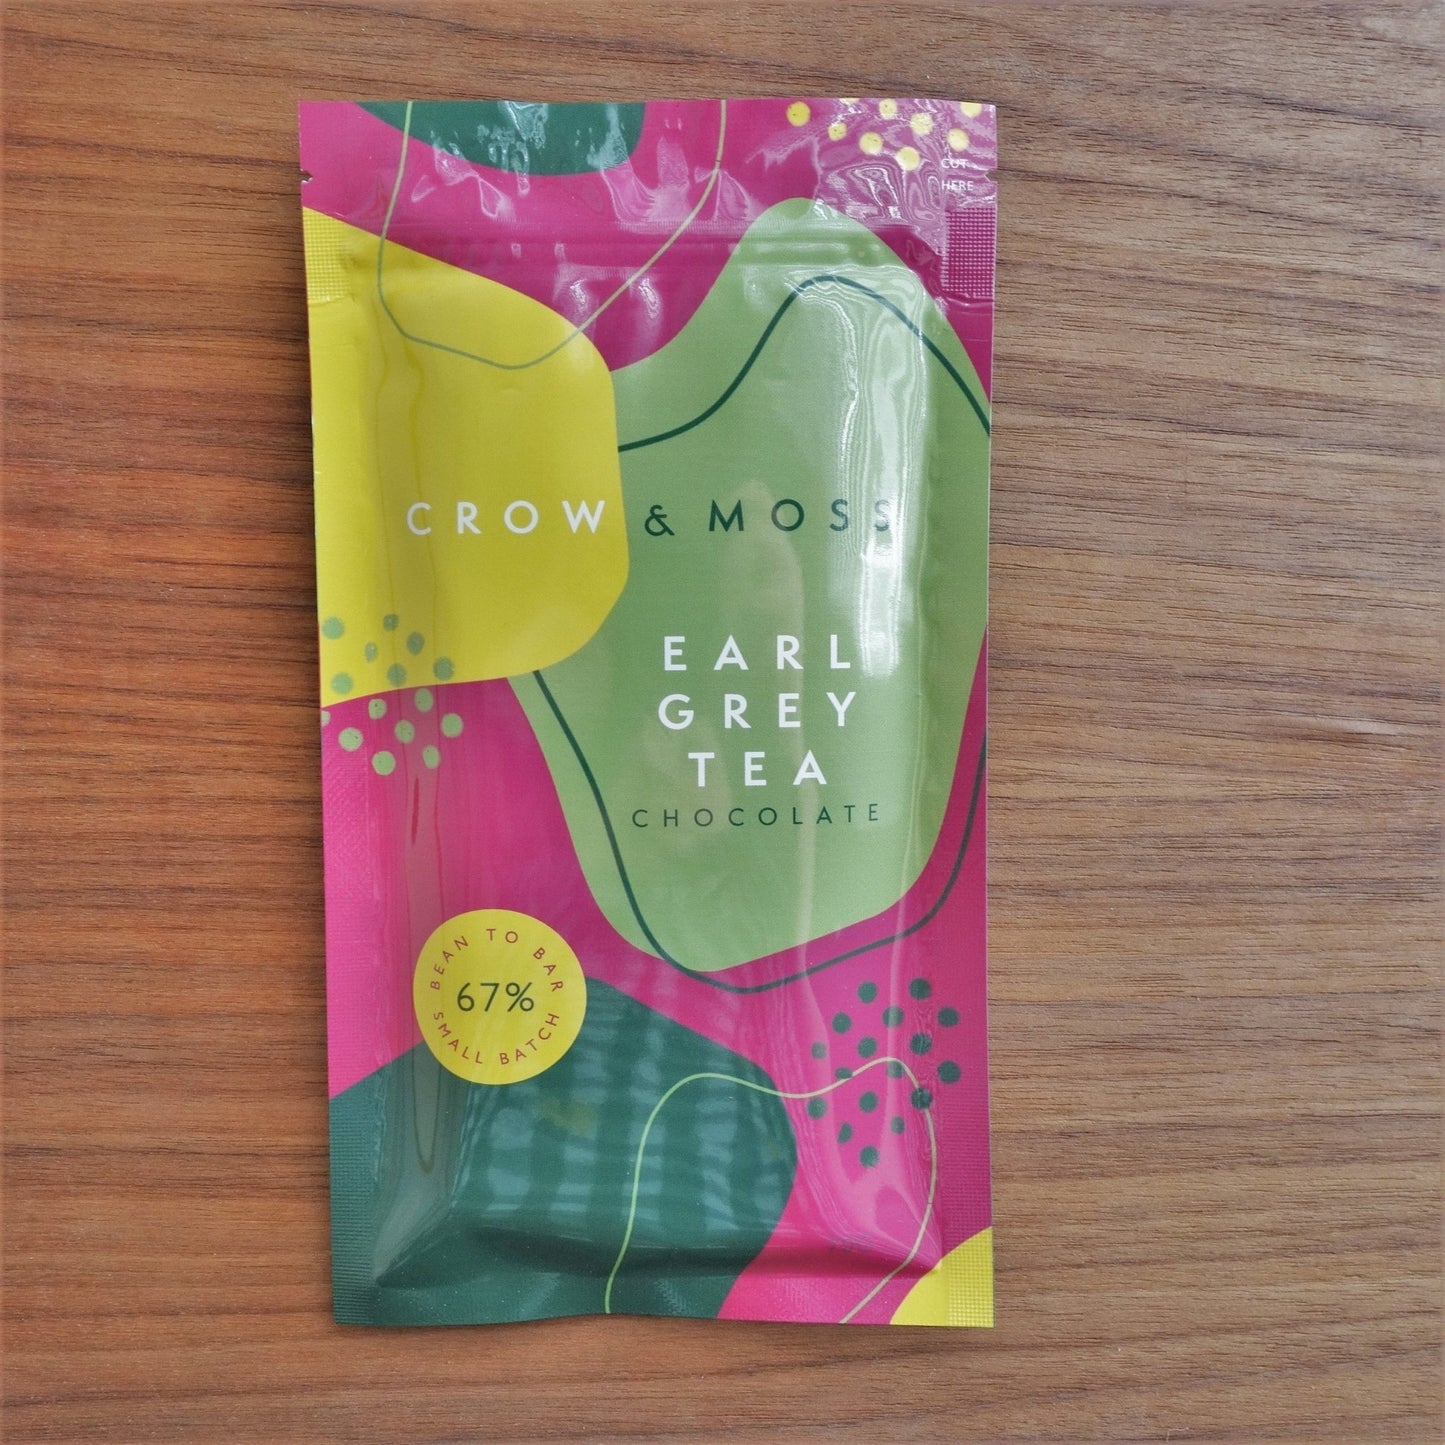 CUT
HERE
CROW & MOSS
EARL
GREY
TEA
CHOCOLATE
BEAN TO BAR
67%
SMALL BATCH